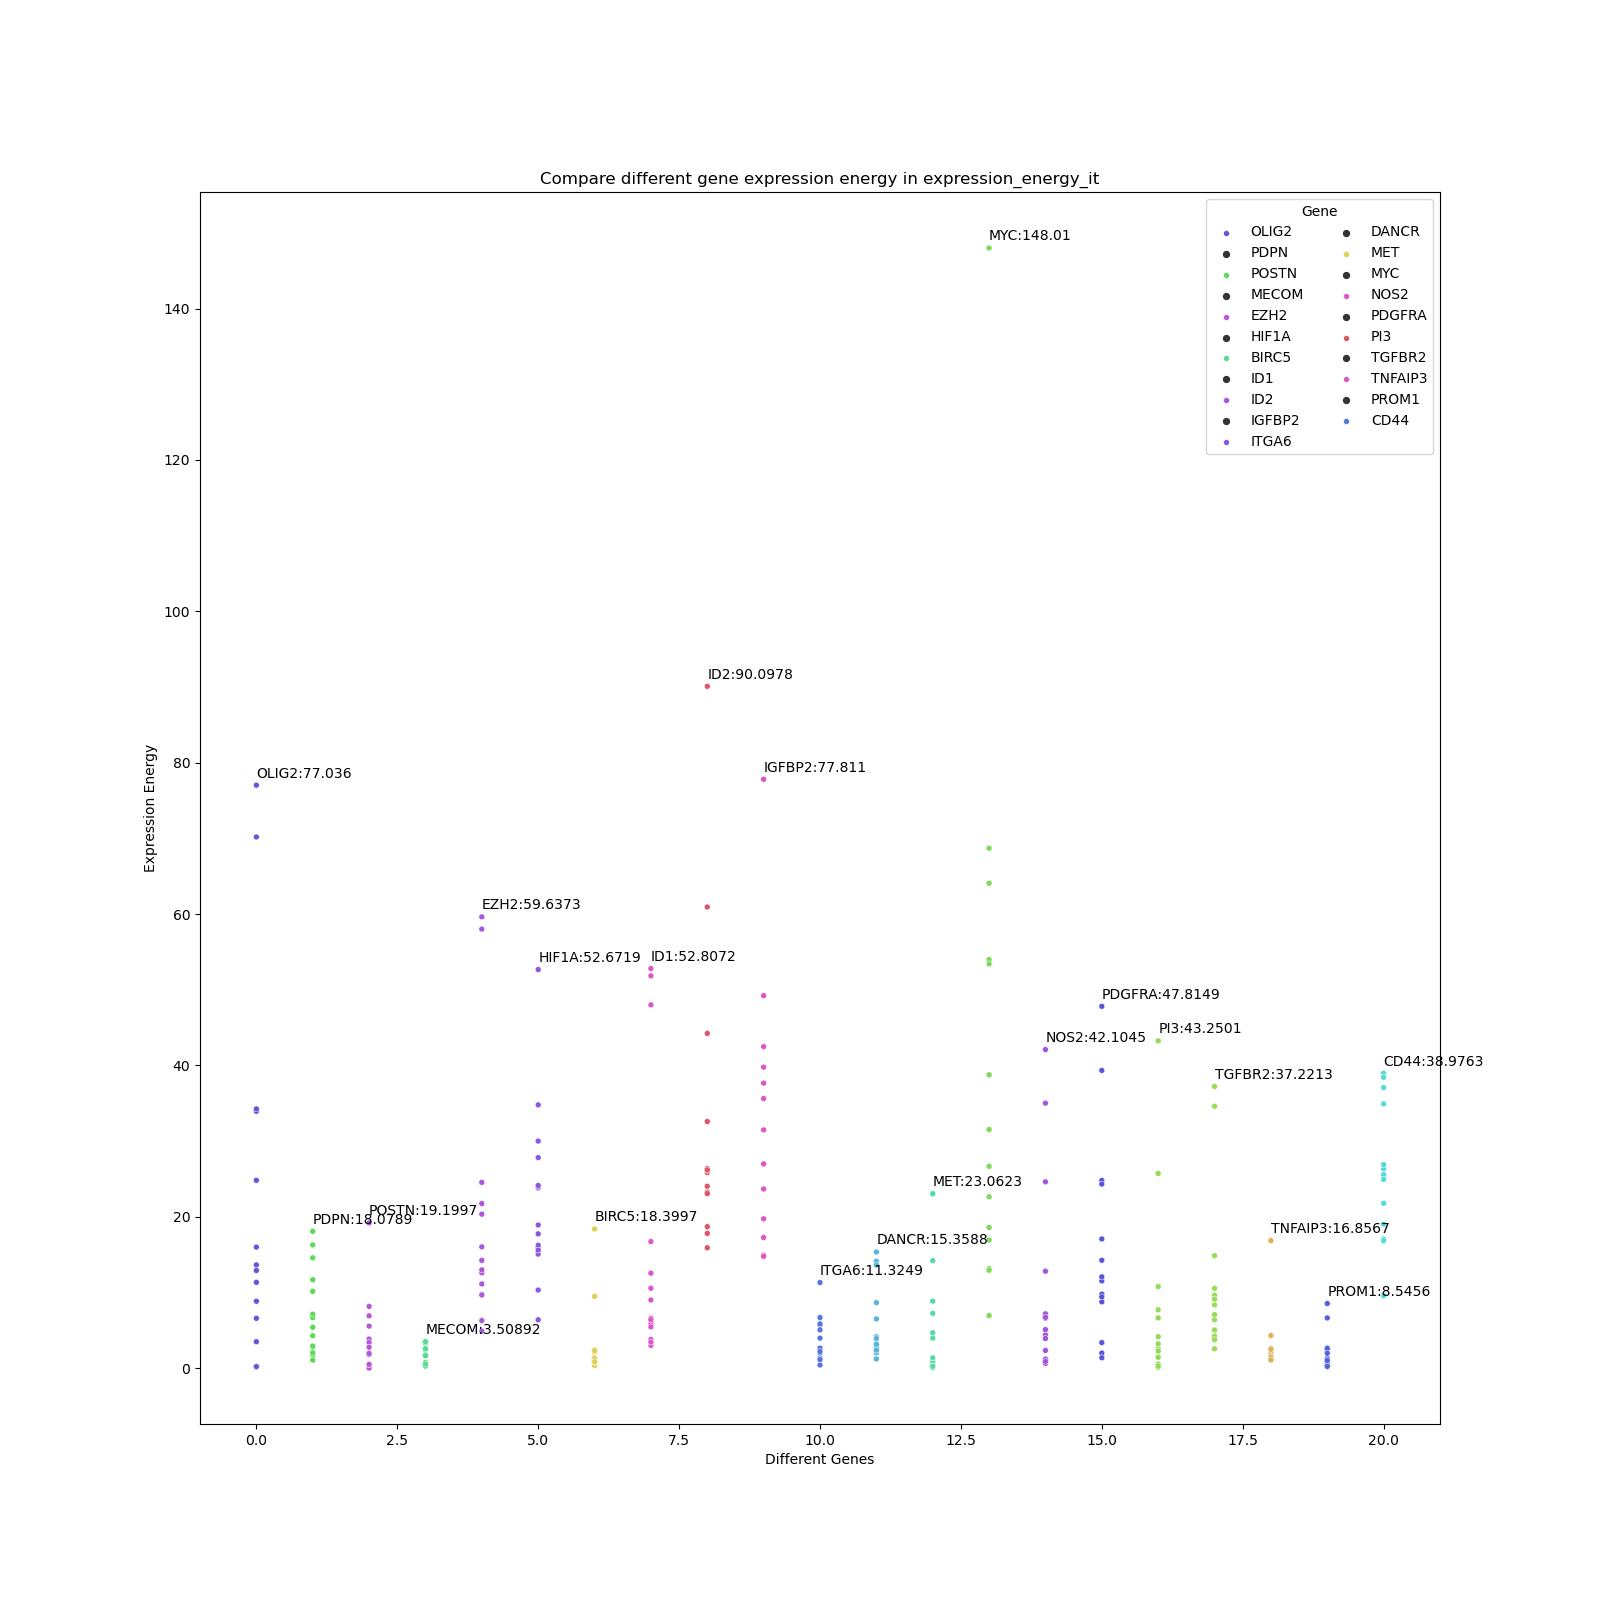 Compare different gene expression energy in expression_energy_it
Gene
OLIG2
PDPN
POSTN
MECOM
EZH2
HIF1A
BIRC5
ID1
ID2
IGFBP2
ITGA6
DANCR
MET
MYC
NOS2
PDGFRA
PI3
TGFBR2
TNFAIP3
PROM1
CD44
MYC:148.01
ID2:90.0978
OLIG2:77.036
IGFBP2:77.811
EZH2:59.6373
HIF1A:52.6719
ID1:52.8072
PDGFRA:47.8149
NOS2:42.1045
PI3:43.2501
TGFBR2:37.2213
CD44:38.9763
MET:23.0623
POSTN:19.1997
PDPN:18.0789
BIRC5:18.3997
DANCR:15.3588
TNFAIP3:16.8567
ITGA6:11.3249
PROM1:8.5456
MECOM:3.50892
140
120
100
80
60
40
20
0
Expression Energy
0.0
2.5
5.0
7.5
10.0
12.5
15.0
17.5
20.0
Different Genes